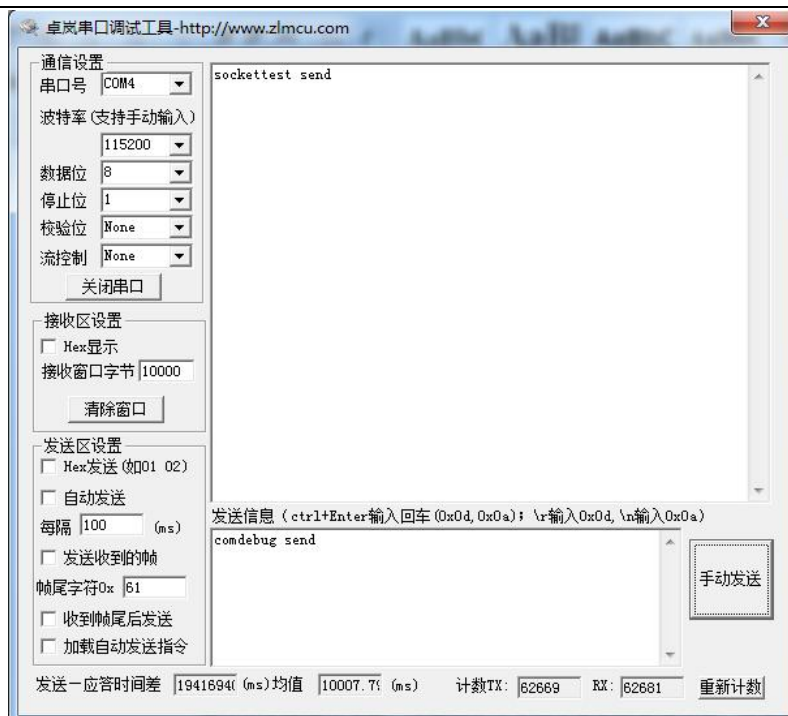 卓岚串口调试工具-http://www.zlmcu.com
通信设置
串口号 COM4
波特率(支持手动输入)
115200
数据位 8
停止位 1
校验位 None
流控制 None
关闭串口
接收区设置
Hex显示
接收窗口字节 10000
清除窗口
发送区设置
Hex发送(如01 02)
自动发送
每隔 100 (ms)
发送收到的帧
帧尾字符0x 61
收到帧尾后发送
加载自动发送指令
sockettest send
发送信息(ctrl+Enter输入回车(0x0d,0x0a); \r输入0x0d,\n输入0x0a)
comdebug send
手动发送
发送一应答时间差 1941694 (ms)均值 10007.7 (ms) 计数TX: 62669 RX: 62681 重新计数